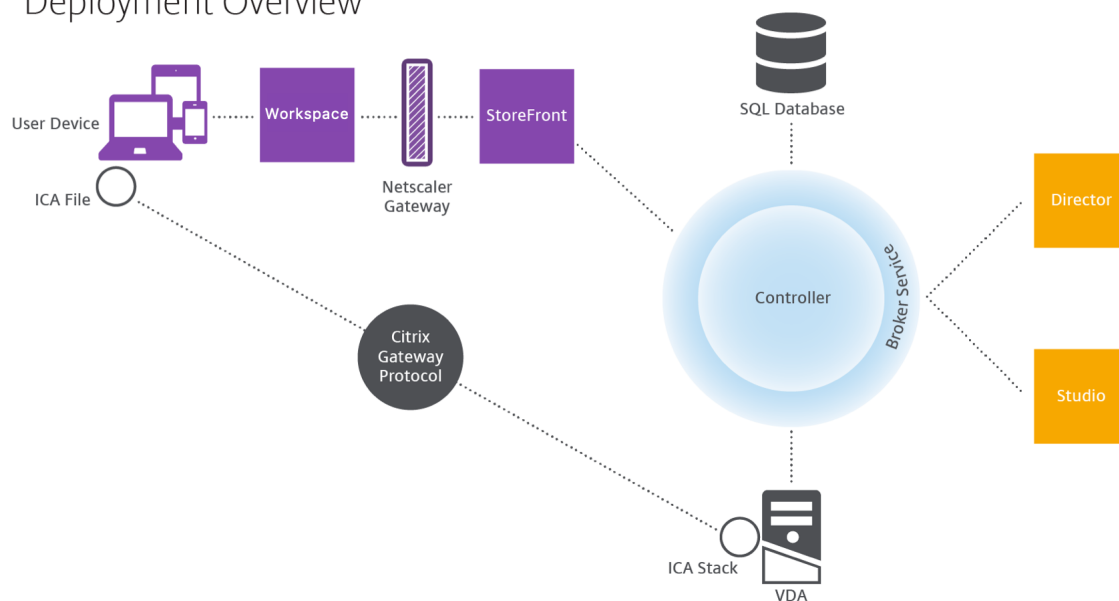 Deployment Overview
SQL Database
User Device
Workspace
StoreFront
Netscaler
Gateway
ICA File
Director
Broker Service
Controller
Citrix
Gateway
Protocol
Studio
ICA Stack
VDA